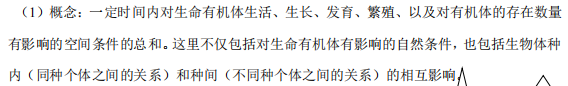 （1）概念：一定时间内对生命有机体生活、生长、发育、繁殖、以及对有机体的存在数量
有影响的空间条件的总和。这里不仅包括对生命有机体有影响的自然条件，也包括生物体种
内（同种个体之间的关系）和种间（不同种个体之间的关系）的相互影响